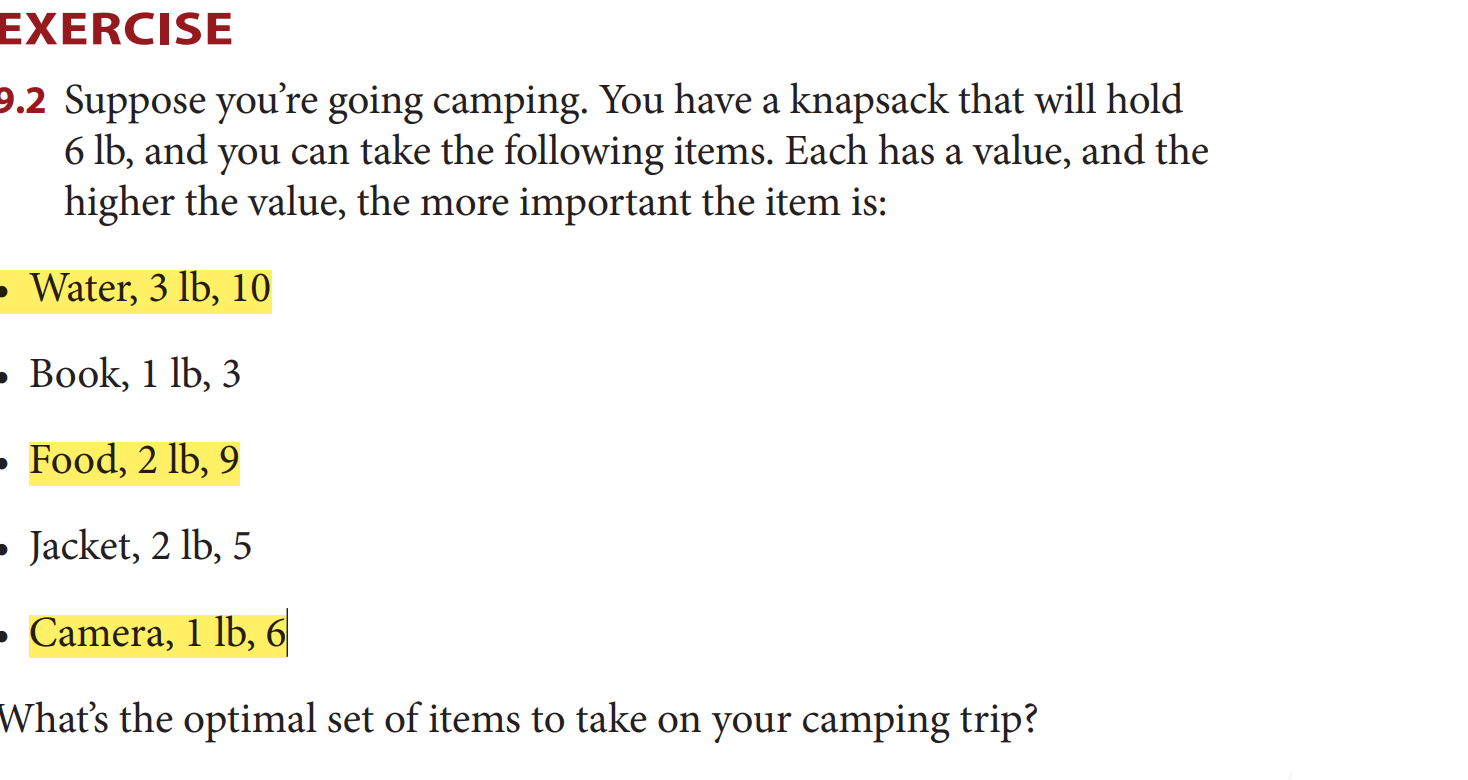 EXERCISE
9.2 Suppose you’re going camping. You have a knapsack that will hold
6 lb, and you can take the following items. Each has a value, and the
higher the value, the more important the item is:
• Water, 3 lb, 10
• Book, 1 lb, 3
• Food, 2 lb, 9
• Jacket, 2 lb, 5
• Camera, 1 lb, 6
What’s the optimal set of items to take on your camping trip?